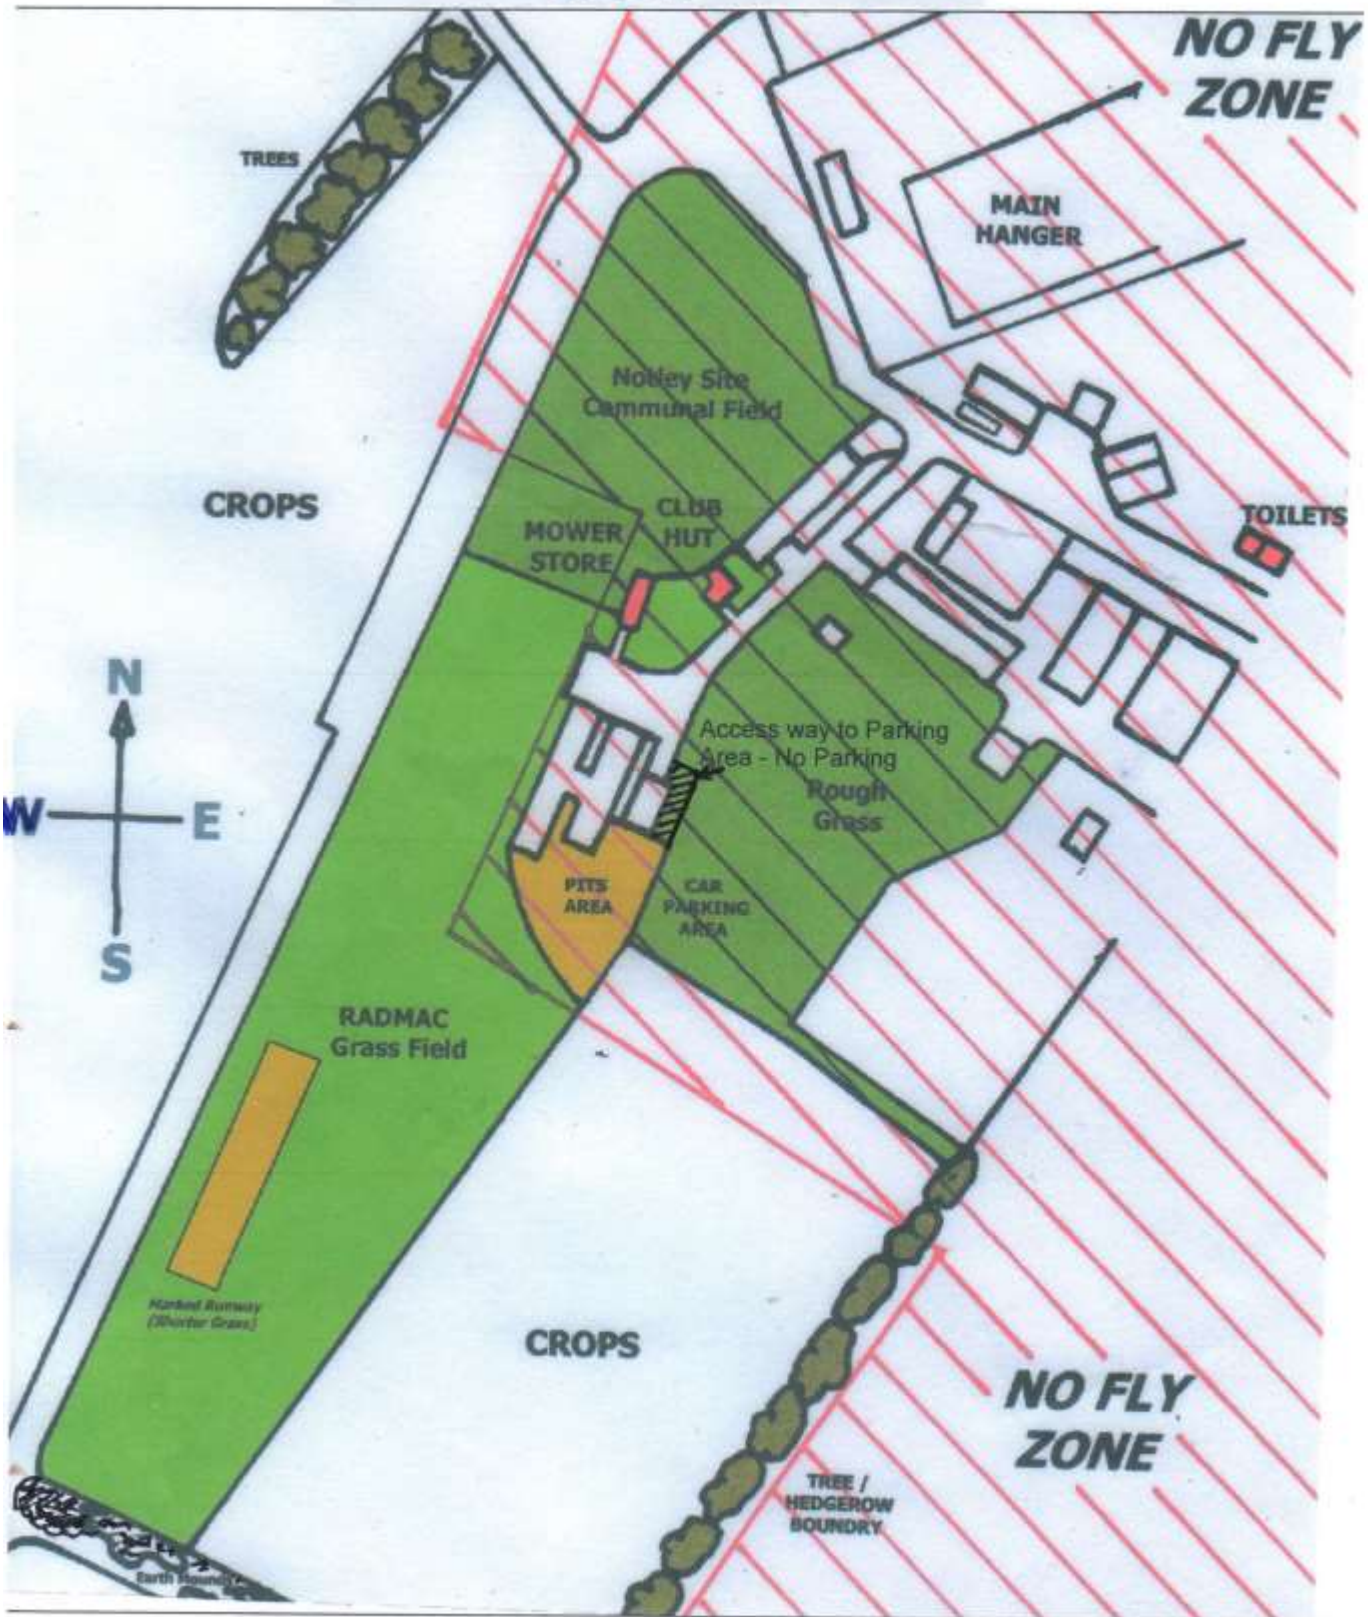 NO FLY
ZONE
TREES
MAIN
HANGER
Notley Site
Cammunal Field
CROPS
CLUB
HUT
MOWER
STORE
TOILETS
N
W
E
S
Access way to Parking
Area - No Parking
Rough
Grass
PITS
AREA
CAR
PARKING
AREA
RADMAC
Grass Field
Marked Runway
(Shorter Grass)
CROPS
NO FLY
ZONE
TREE /
HEDGEROW
BOUNDRY
Earth Mound